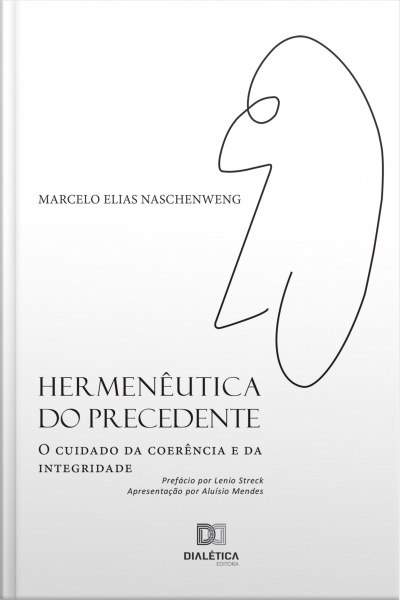 MARCELO ELIAS NASCHENWENG
HERMENÊUTICA
DO PRECEDENTE
O CUIDADO DA COERÊNCIA E DA
INTEGRIDADE
Prefácio por Lenio Streck
Apresentação por Aluísio Mendes
DIALÉTICA
EDITORA